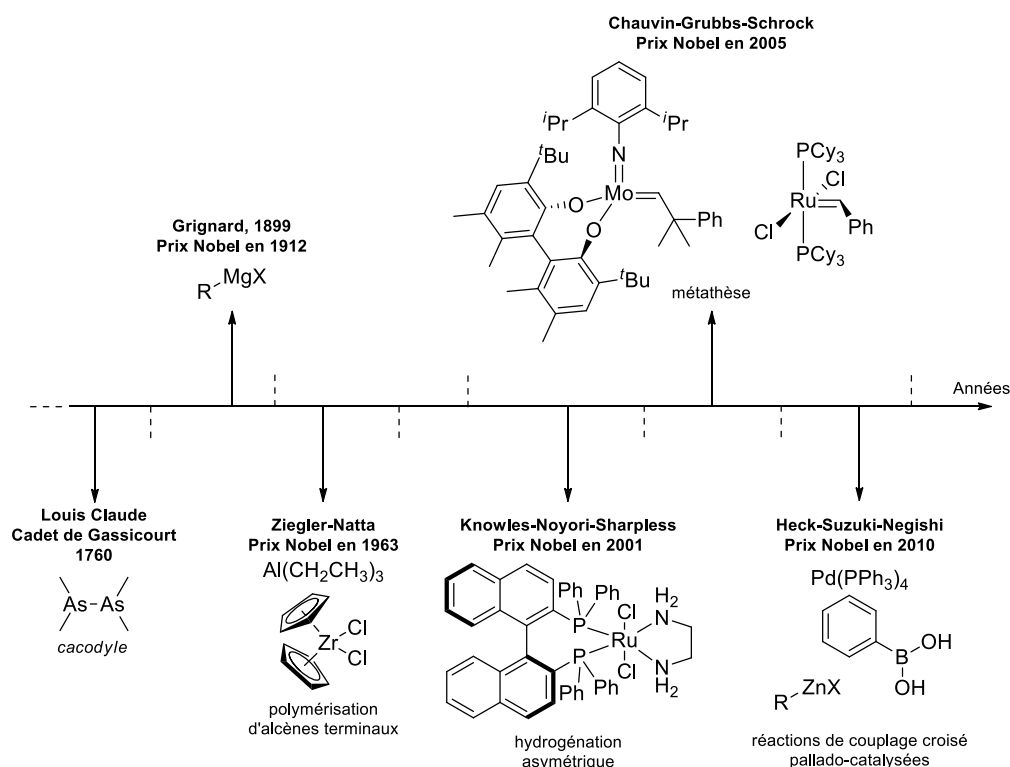 Chauvin-Grubbs-Schrock
Prix Nobel en 2005
iPr
iPr
N
tBu
Mo
O
Ph
O
tBu
PCy3
Cl
Ru
Cl
Ph
PCy3
métathèse
Grignard, 1899
Prix Nobel en 1912
R
MgX
Années
Louis Claude
Cadet de Gassicourt
1760
As As
cacodyle
Ziegler-Natta
Prix Nobel en 1963
Al(CH2CH3)3
Zr
Cl
Cl
polymérisation
d'alcènes terminaux
Knowles-Noyori-Sharpless
Prix Nobel en 2001
Ph Ph
P
Cl
H2
N
Ru
P
Cl
N
H2
Ph Ph
hydrogénation
asymétrique
Heck-Suzuki-Negishi
Prix Nobel en 2010
Pd(PPh3)4
B
OH
OH
R
ZnX
réactions de couplage croisé
pallado-catalysées